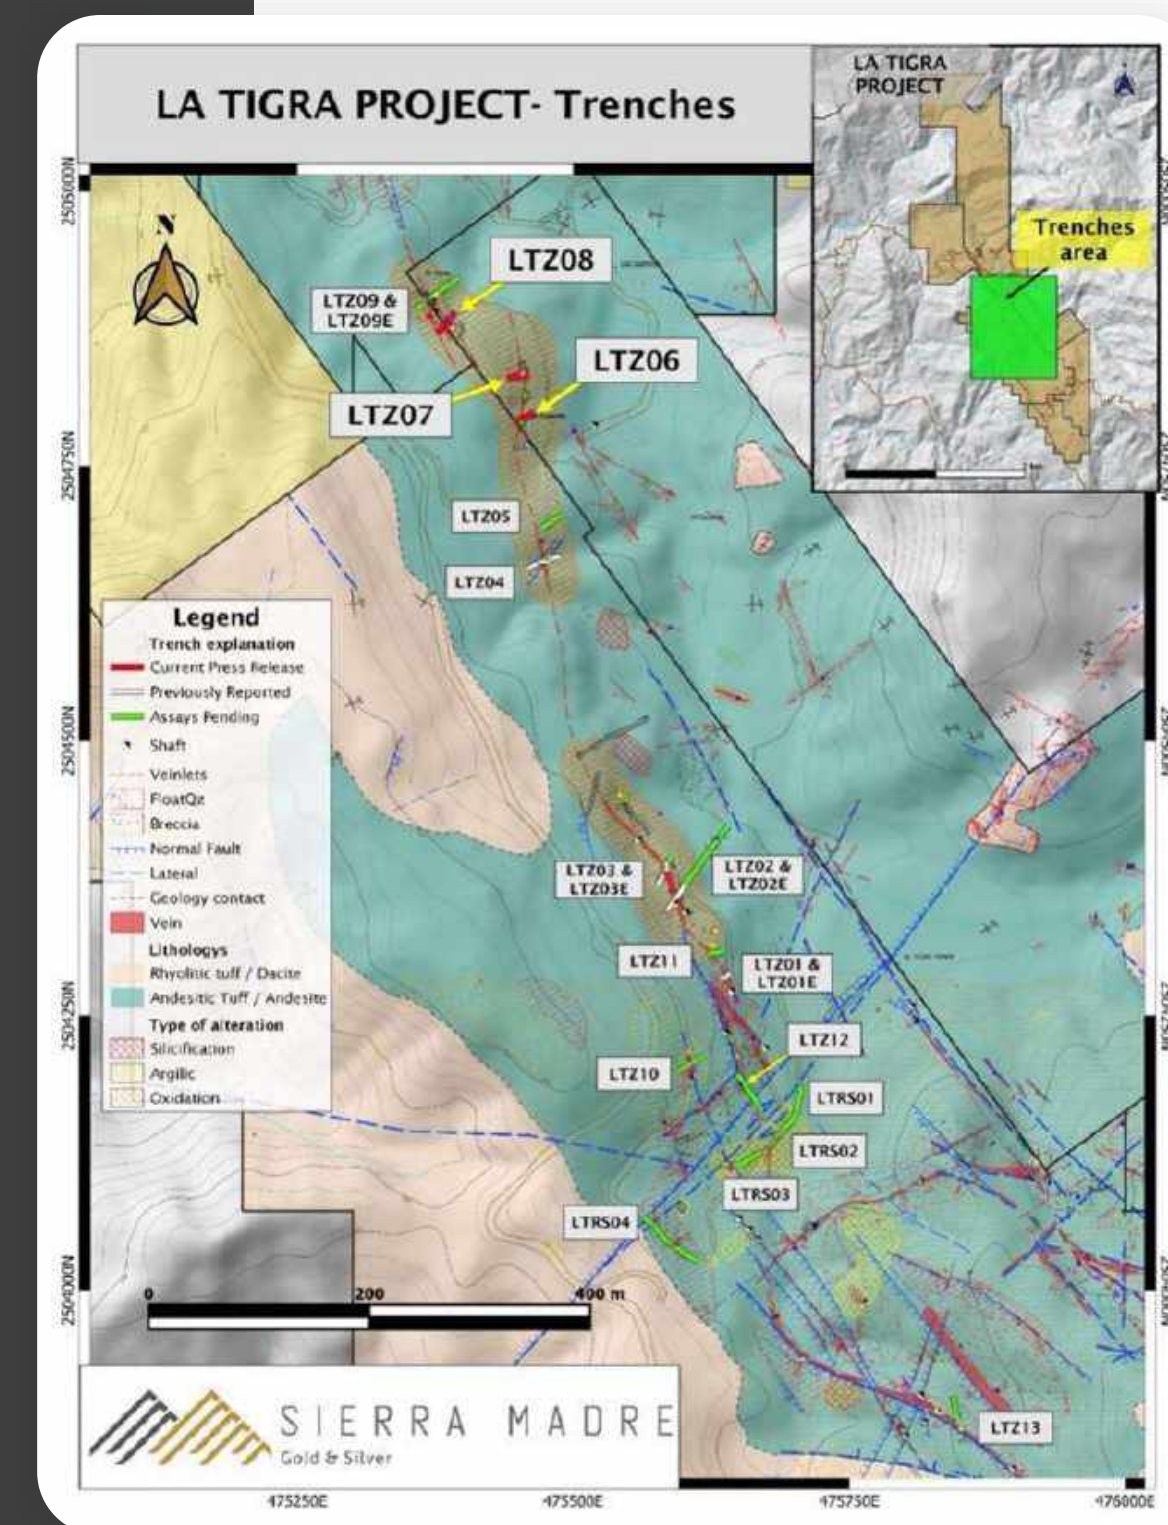 LA TIGRA PROJECT- Trenches
LA TIGRA
PROJECT
Trenches
area
N
LTZ08
LTZ09 &
LTZ09E
LTZ06
LTZ07
LTZ05
LTZ04
LTZ03 &
LTZ03E
LTZ02 &
LTZ02E
LTZ11
LTZ01 &
LTZ01E
LTZ12
LTZ10
LTRS01
LTRS02
LTRS03
LTRS04
LTZ13
Legend
Trench explanation
Current Press Release
Previously Reported
Assays Pending
Shaft
Veinlets
FloatQz
Breccia
Normal Fault
Lateral
Geology contact
Vein
Lithologys
Rhyolitic tuff / Dacite
Andesitic Tuff / Andesite
Type of alteration
Silicification
Argilic
Oxidation
0 200 400 m
SIERRA MADRE
Gold & Silver
2505000N
2504750N
2504500N
2504250N
2504000N
475250E
475500E
475750E
476000E